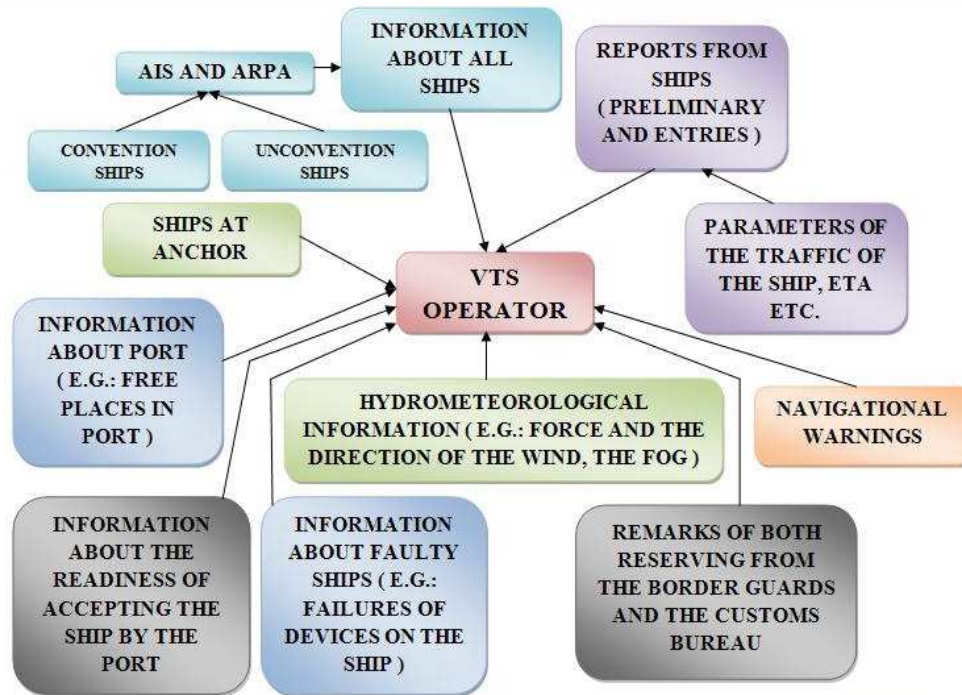 INFORMATION
ABOUT ALL
SHIPS
REPORTS FROM
SHIPS
( PRELIMINARY
AND ENTRIES )
AIS AND ARPA
CONVENTION
SHIPS
UNCONVENTION
SHIPS
SHIPS AT
ANCHOR
PARAMETERS OF
THE TRAFFIC OF
THE SHIP, ETA
ETC.
VTS
OPERATOR
INFORMATION
ABOUT PORT
( E.G.: FREE
PLACES IN
PORT )
HYDROMETEOROLOGICAL
INFORMATION ( E.G.: FORCE AND THE
DIRECTION OF THE WIND, THE FOG )
NAVIGATIONAL
WARNINGS
INFORMATION
ABOUT THE
READINESS OF
ACCEPTING THE
SHIP BY THE
PORT
INFORMATION
ABOUT FAULTY
SHIPS ( E.G.:
FAILURES OF
DEVICES ON THE
SHIP )
REMARKS OF BOTH
RESERVING FROM
THE BORDER GUARDS
AND THE CUSTOMS
BUREAU